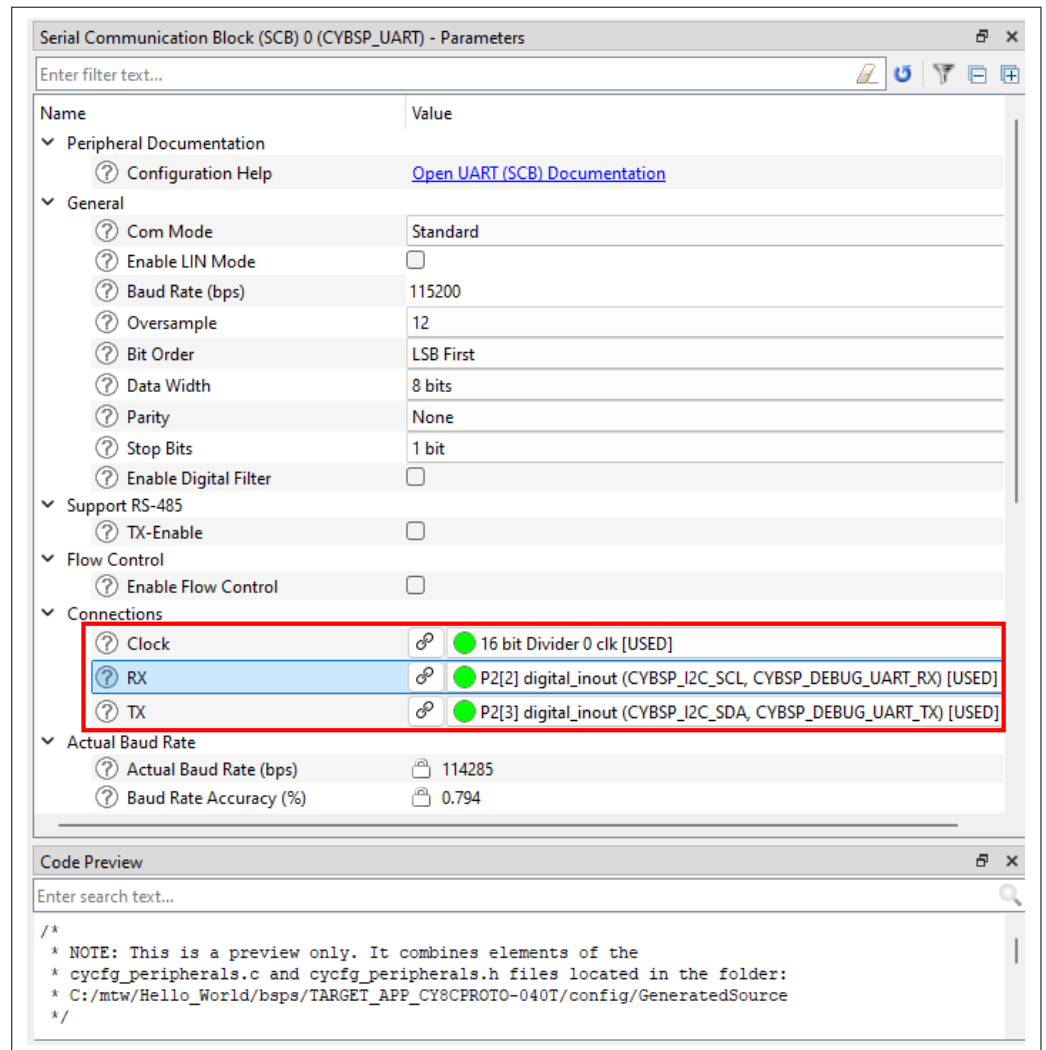 Serial Communication Block (SCB) 0 (CYBSP_UART) - Parameters
Enter filter text...
Name Value
Peripheral Documentation
Configuration Help Open UART (SCB) Documentation
General
Com Mode Standard
Enable LIN Mode
Baud Rate (bps) 115200
Oversample 12
Bit Order LSB First
Data Width 8 bits
Parity None
Stop Bits 1 bit
Enable Digital Filter
Support RS-485
TX-Enable
Flow Control
Enable Flow Control
Connections
Clock 16 bit Divider 0 clk [USED]
RX P2[2] digital_inout (CYBSP_I2C_SCL, CYBSP_DEBUG_UART_RX) [USED]
TX P2[3] digital_inout (CYBSP_I2C_SDA, CYBSP_DEBUG_UART_TX) [USED]
Actual Baud Rate
Actual Baud Rate (bps) 114285
Baud Rate Accuracy (%) 0.794
Code Preview
Enter search text...
/*
* NOTE: This is a preview only. It combines elements of the
* cycfg_peripherals.c and cycfg_peripherals.h files located in the folder:
* C:/mtw/Hello_World/bsps/TARGET_APP_CY8CPROTO-040T/config/GeneratedSource
*/